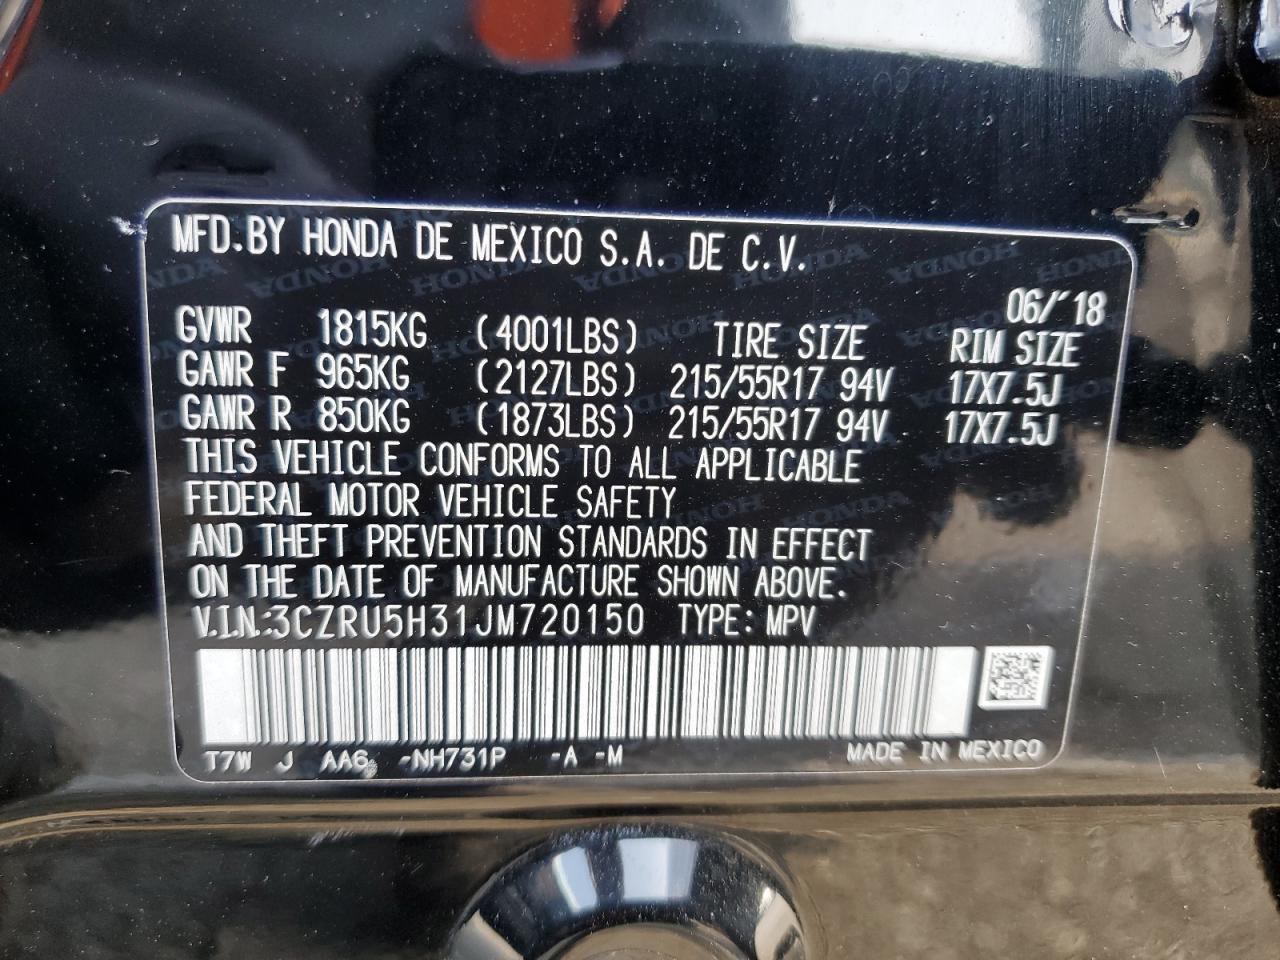 MFD.BY HONDA DE MEXICO S.A. DE C.V.
06/'18
GVWR 1815KG (4001LBS) TIRE SIZE RIM SIZE
GAWR F 965KG (2127LBS) 215/55R17 94V 17X7.5J
GAWR R 850KG (1873LBS) 215/55R17 94V 17X7.5J
THIS VEHICLE CONFORMS TO ALL APPLICABLE
FEDERAL MOTOR VEHICLE SAFETY
AND THEFT PREVENTION STANDARDS IN EFFECT
ON THE DATE OF MANUFACTURE SHOWN ABOVE.
V.I.N.:3CZRU5H31JM720150 TYPE: MPV
T7W J AA6 -NH731P -A -M MADE IN MEXICO